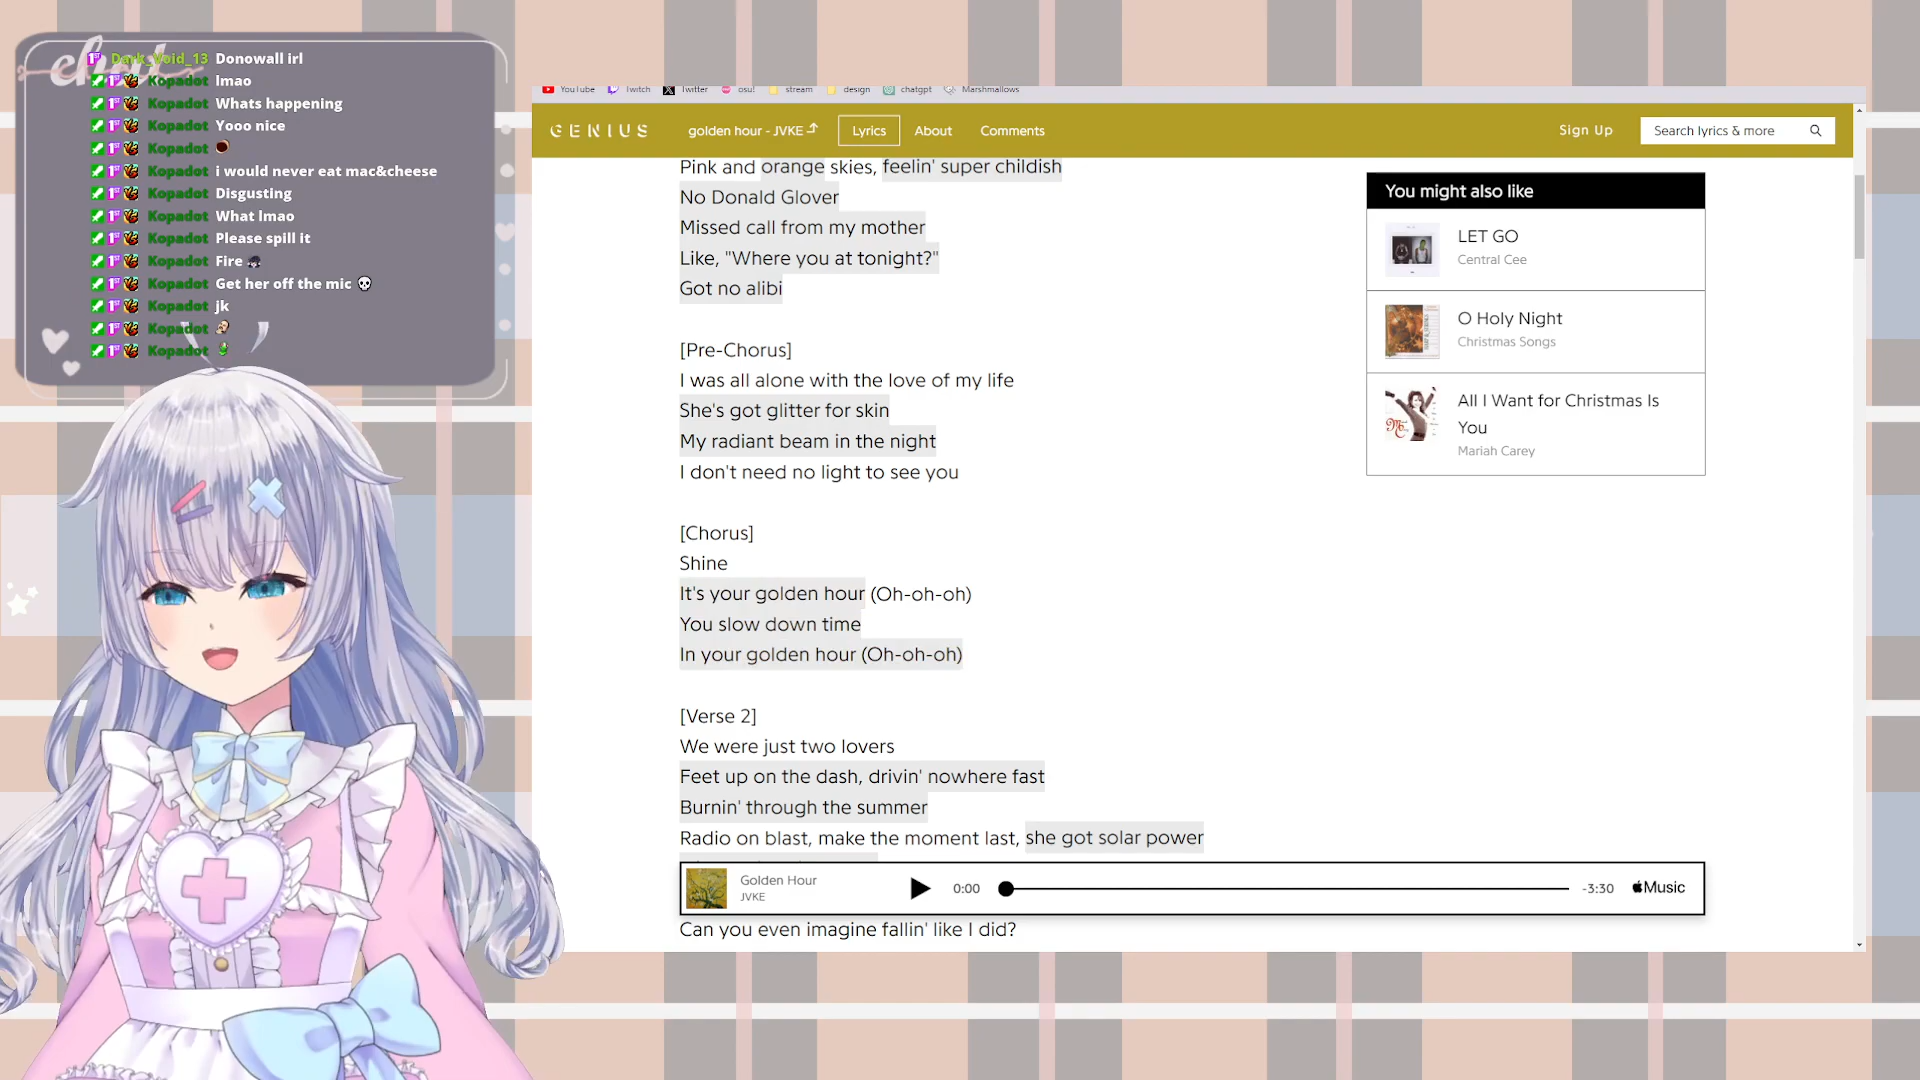 chat
Dark_Void_13 Donowall irl
Kopadot lmao
Kopadot Whats happening
Kopadot Yooo nice
Kopadot
Kopadot i would never eat mac&cheese
Kopadot Disgusting
Kopadot What lmao
Kopadot Please spill it
Kopadot Fire
Kopadot Get her off the mic
Kopadot jk
Kopadot
Kopadot
YouTube Twitch Twitter osu! stream design chatgpt Marshmallows
GENIUS golden hour - JVKE Lyrics About Comments Sign Up Search lyrics & more
Pink and orange skies, feelin' super childish
No Donald Glover
Missed call from my mother
Like, "Where you at tonight?"
Got no alibi
[Pre-Chorus]
I was all alone with the love of my life
She's got glitter for skin
My radiant beam in the night
I don't need no light to see you
[Chorus]
Shine
It's your golden hour (Oh-oh-oh)
You slow down time
In your golden hour (Oh-oh-oh)
[Verse 2]
We were just two lovers
Feet up on the dash, drivin' nowhere fast
Burnin' through the summer
Radio on blast, make the moment last, she got solar power
Golden Hour
JVKE
0:00 -3:30 Music
Can you even imagine fallin' like I did?
You might also like
LET GO
Central Cee
O Holy Night
Christmas Songs
All I Want for Christmas Is
You
Mariah Carey